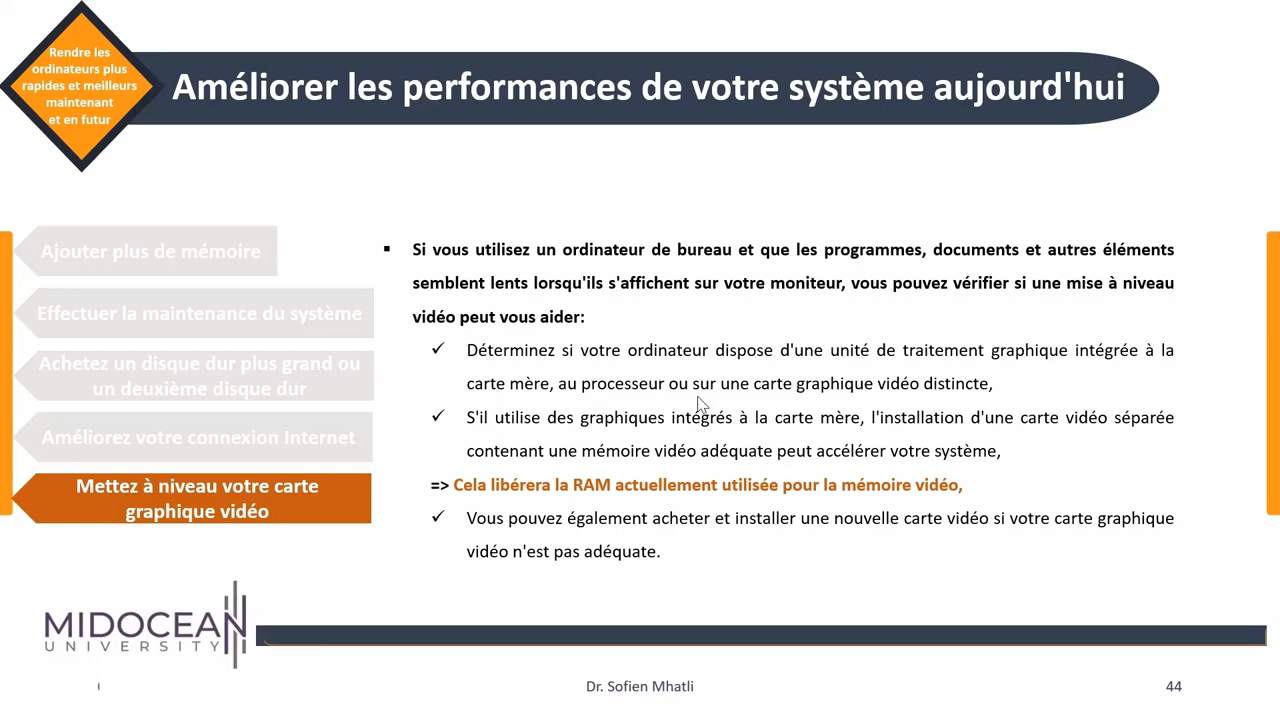 Rendre les
ordinateurs plus
rapides et meilleurs
maintenant
et en futur
Améliorer les performances de votre système aujourd'hui
Ajouter plus de mémoire
Effectuer la maintenance du système
Achetez un disque dur plus grand ou
un deuxième disque dur
Améliorez votre connexion Internet
Mettez à niveau votre carte
graphique vidéo
▪ Si vous utilisez un ordinateur de bureau et que les programmes, documents et autres éléments
semblent lents lorsqu'ils s'affichent sur votre moniteur, vous pouvez vérifier si une mise à niveau
vidéo peut vous aider:
✓ Déterminez si votre ordinateur dispose d'une unité de traitement graphique intégrée à la
carte mère, au processeur ou sur une carte graphique vidéo distincte,
✓ S'il utilise des graphiques intégrés à la carte mère, l'installation d'une carte vidéo séparée
contenant une mémoire vidéo adéquate peut accélérer votre système,
=> Cela libérera la RAM actuellement utilisée pour la mémoire vidéo,
✓ Vous pouvez également acheter et installer une nouvelle carte vidéo si votre carte graphique
vidéo n'est pas adéquate.
MIDOCEAN
UNIVERSITY
Dr. Sofien Mhatli
44